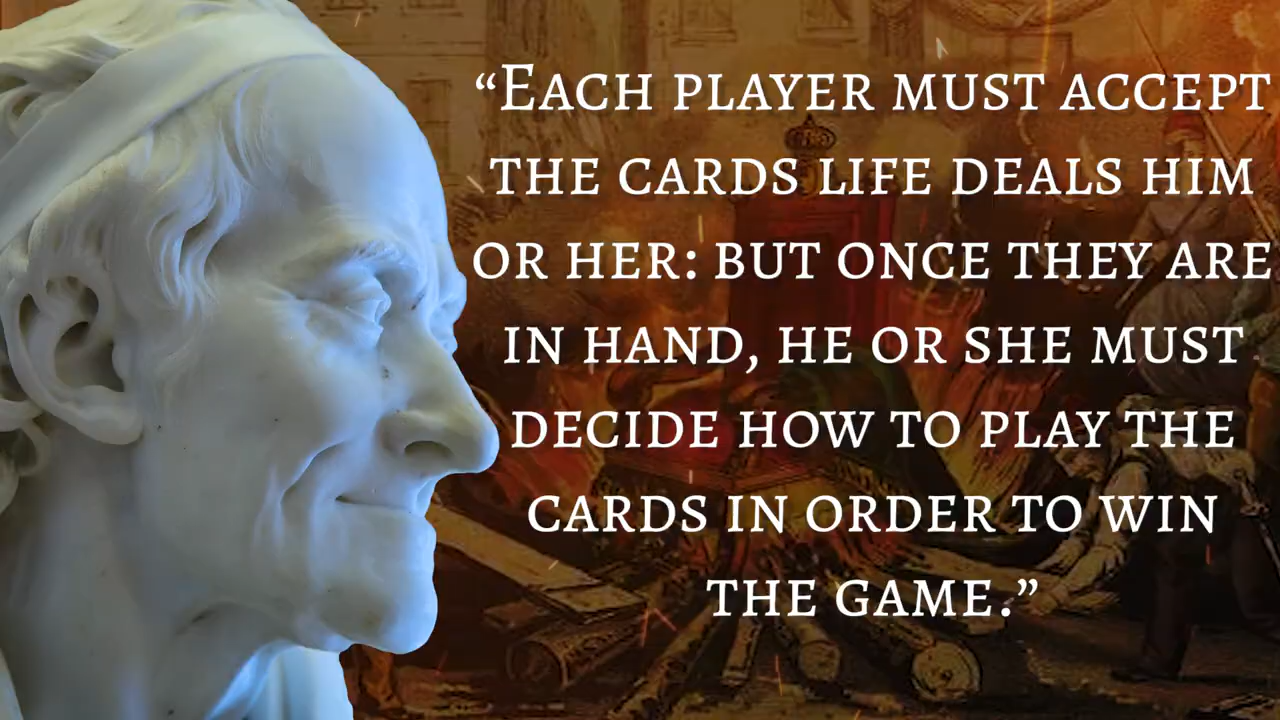 “Each player must accept
the cards life deals him
or her: but once they are
in hand, he or she must
decide how to play the
cards in order to win
the game.”